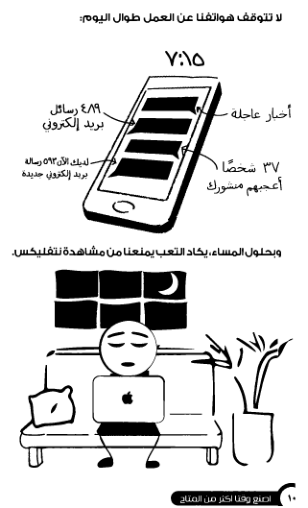 لا تتوقف هواتفنا عن العمل طوال اليوم:
٧:١٥
٤٨٩ رسائل
بريد إلكتروني
أخبار عاجلة
لديك الآن ٥٩٣ رسالة
بريد إلكتروني جديدة
٣٧ شخصًا
أعجبهم منشورك
وبحلول المساء، يكاد التعب يمنعنا من مشاهدة نتفليكس.
١٠ اصنع وقتا أكثر من المتاح